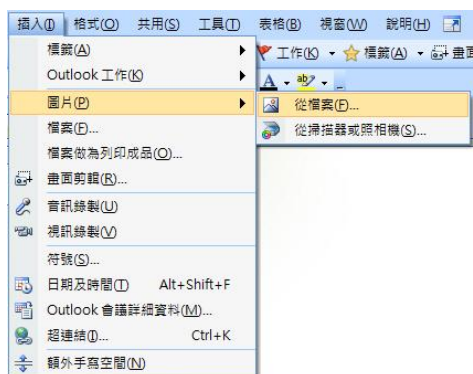 插入(I) 格式(O) 共用(S) 工具(T) 表格(B) 視窗(W) 說明(H)
標籤(A)
工作(K) 標籤(A) 畫面
Outlook 工作(K)
圖片(P)
從檔案(F)...
檔案(F)...
從掃描器或照相機(S)...
檔案做為列印成品(O)...
畫面剪輯(R)...
音訊錄製(U)
視訊錄製(V)
符號(S)...
日期及時間(T) Alt+Shift+F
Outlook 會議詳細資料(M)...
超連結(I)... Ctrl+K
額外手寫空間(N)